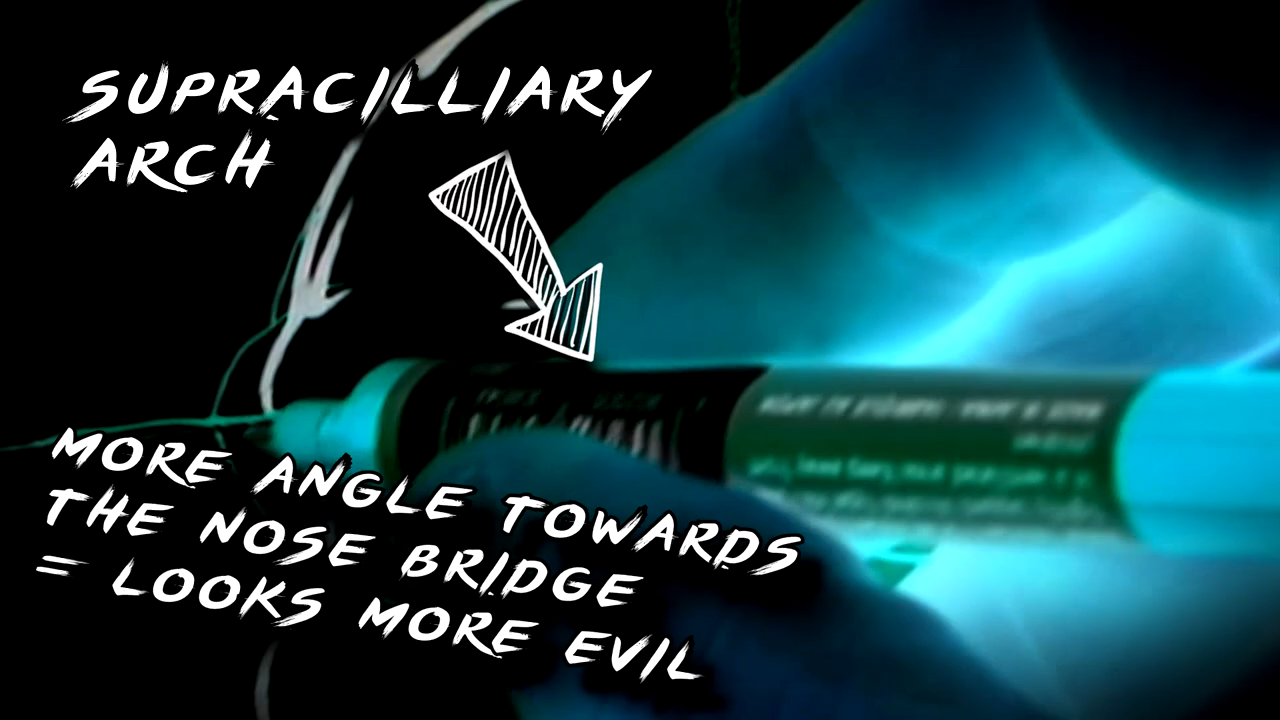 SUPRACILLIARY
ARCH
MORE ANGLE TOWARDS
THE NOSE BRIDGE
= LOOKS MORE EVIL